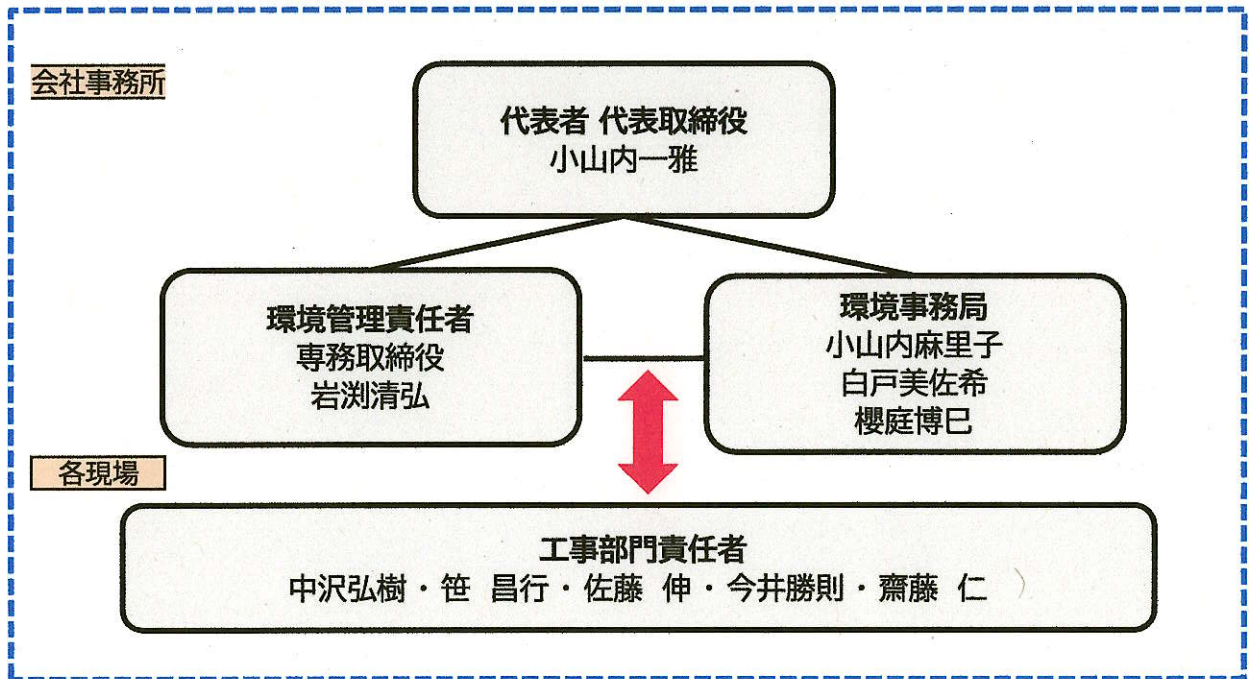 会社事務所
代表者 代表取締役
小山内一雅
環境管理責任者
専務取締役
岩渕清弘
環境事務局
小山内麻里子
白戸美佐希
櫻庭博巳
各現場
工事部門責任者
中沢弘樹・笹 昌行・佐藤 伸・今井勝則・齋藤 仁